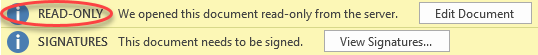 READ-ONLY We opened this document read-only from the server. Edit Document
SIGNATURES This document needs to be signed. View Signatures...